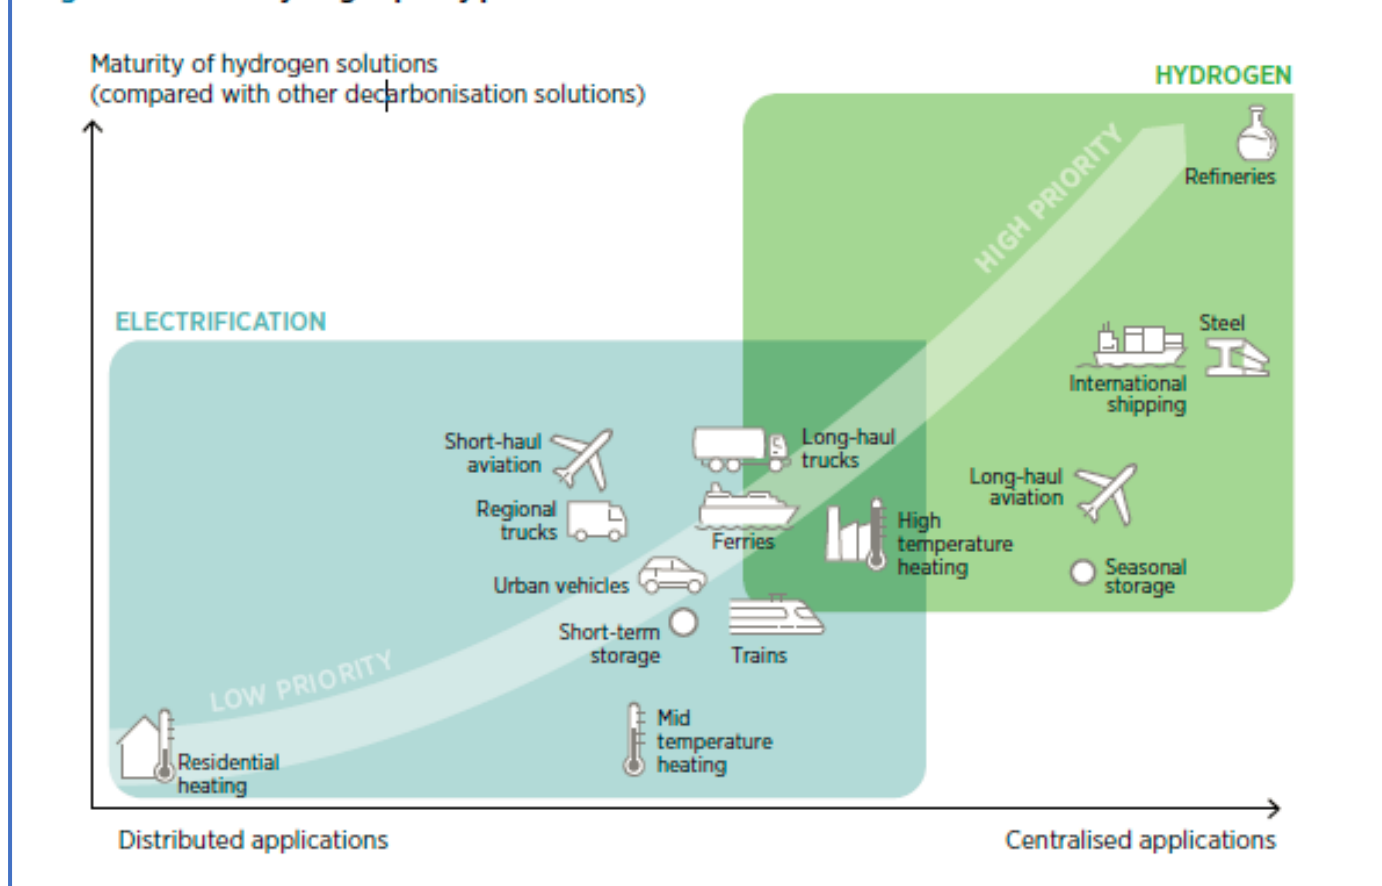 Maturity of hydrogen solutions
(compared with other decarbonisation solutions)
HYDROGEN
HIGH PRIORITY
Refineries
ELECTRIFICATION
Steel
International
shipping
Short-haul
aviation
Long-haul
trucks
Long-haul
aviation
Regional
trucks
Ferries
High
temperature
heating
Urban vehicles
Seasonal
storage
Short-term
storage
Trains
LOW PRIORITY
Mid
temperature
heating
Residential
heating
Distributed applications
Centralised applications